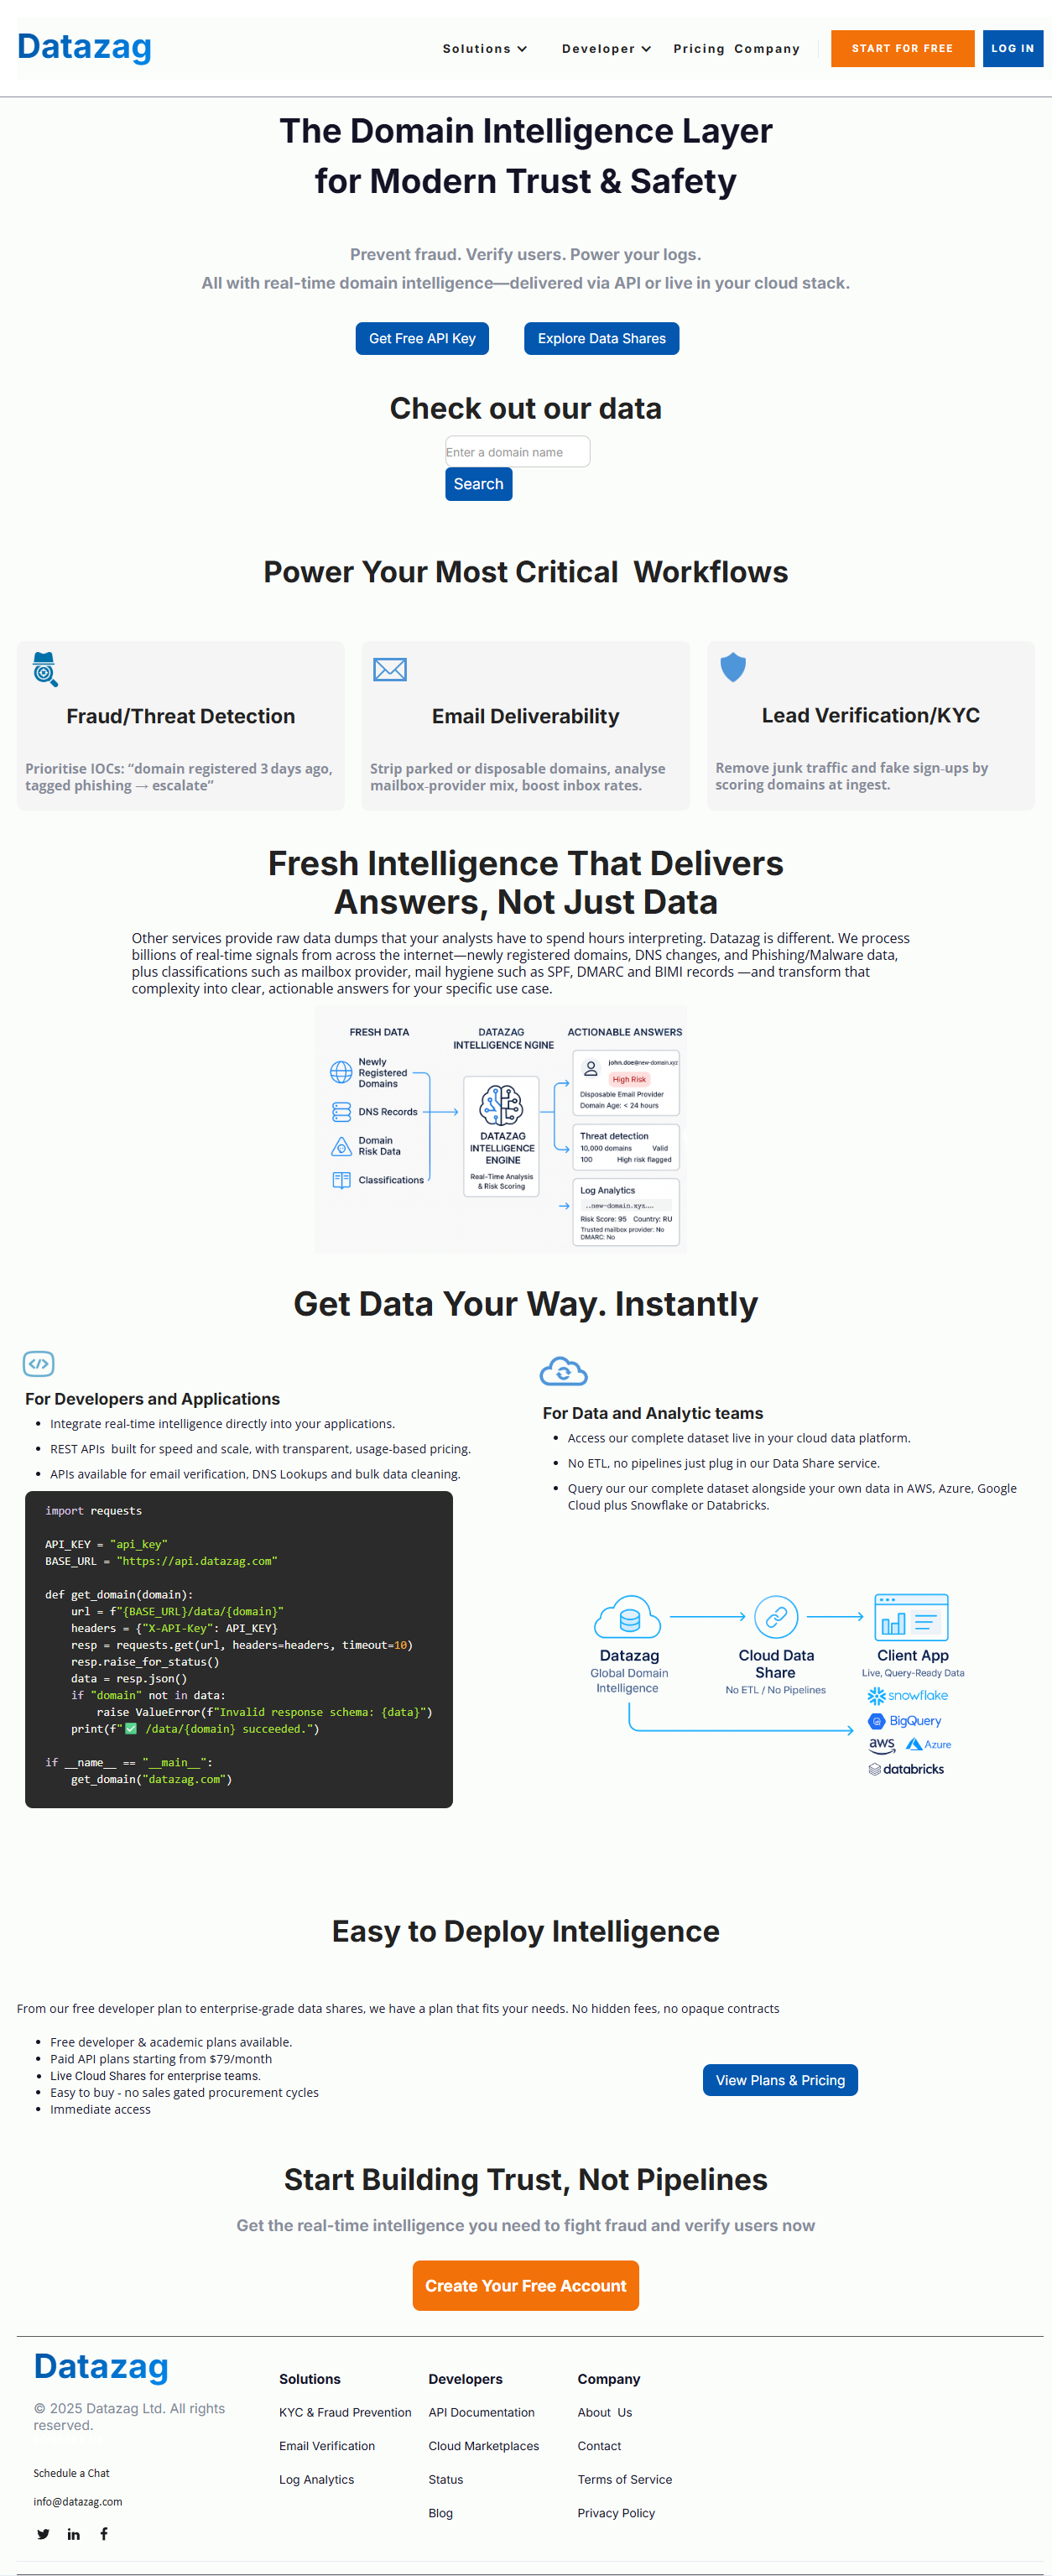 Datazag
Solutions
Developer
Pricing
Company
START FOR FREE
LOG IN
The Domain Intelligence Layer
for Modern Trust & Safety
Prevent fraud. Verify users. Power your logs.
All with real-time domain intelligence—delivered via API or live in your cloud stack.
Get Free API Key
Explore Data Shares
Check out our data
Enter a domain name
Search
Power Your Most Critical  Workflows
Fraud/Threat Detection
Prioritise IOCs: “domain registered 3 days ago,
tagged phishing → escalate”
Email Deliverability
Strip parked or disposable domains, analyse
mailbox-provider mix, boost inbox rates.
Lead Verification/KYC
Remove junk traffic and fake sign-ups by
scoring domains at ingest.
Fresh Intelligence That Delivers
Answers, Not Just Data
Other services provide raw data dumps that your analysts have to spend hours interpreting. Datazag is different. We process
billions of real-time signals from across the internet—newly registered domains, DNS changes, and Phishing/Malware data,
plus classifications such as mailbox provider, mail hygiene such as SPF, DMARC and BIMI records —and transform that
complexity into clear, actionable answers for your specific use case.
FRESH DATA
Newly
Registered
Domains
DNS Records
Domain
Risk Data
Classifications
DATAZAG
INTELLIGENCE NGINE
DATAZAG
INTELLIGENCE
ENGINE
Real-Time Analysis
& Risk Scoring
ACTIONABLE ANSWERS
john.doe@new-domain.xyz
High Risk
Disposable Email Provider
Domain Age: < 24 hours
Threat detection
10,000 domains Valid
100 High risk flagged
Log Analytics
..new-domain.xyz....
Risk Score: 95 Country: RU
Trusted mailbox provider: No
DMARC: No
Get Data Your Way. Instantly
For Developers and Applications
• Integrate real-time intelligence directly into your applications.
• REST APIs  built for speed and scale, with transparent, usage-based pricing.
• APIs available for email verification, DNS Lookups and bulk data cleaning.
import requests
API_KEY = "api_key"
BASE_URL = "https://api.datazag.com"
def get_domain(domain):
    url = f"{BASE_URL}/data/{domain}"
    headers = {"X-API-Key": API_KEY}
    resp = requests.get(url, headers=headers, timeout=10)
    resp.raise_for_status()
    data = resp.json()
    if "domain" not in data:
        raise ValueError(f"Invalid response schema: {data}")
    print(f"✅ /data/{domain} succeeded.")
if __name__ == "__main__":
    get_domain("datazag.com")
For Data and Analytic teams
• Access our complete dataset live in your cloud data platform.
• No ETL, no pipelines just plug in our Data Share service.
• Query our our complete dataset alongside your own data in AWS, Azure, Google
Cloud plus Snowflake or Databricks.
Datazag
Global Domain
Intelligence
Cloud Data
Share
No ETL / No Pipelines
Client App
Live, Query-Ready Data
snowflake
BigQuery
aws Azure
databricks
Easy to Deploy Intelligence
From our free developer plan to enterprise-grade data shares, we have a plan that fits your needs. No hidden fees, no opaque contracts
• Free developer & academic plans available.
• Paid API plans starting from $79/month
• Live Cloud Shares for enterprise teams.
• Easy to buy - no sales gated procurement cycles
• Immediate access
View Plans & Pricing
Start Building Trust, Not Pipelines
Get the real-time intelligence you need to fight fraud and verify users now
Create Your Free Account
Datazag
© 2025 Datazag Ltd. All rights
reserved.
Schedule a Chat
info@datazag.com
Solutions
KYC & Fraud Prevention
Email Verification
Log Analytics
Developers
API Documentation
Cloud Marketplaces
Status
Blog
Company
About  Us
Contact
Terms of Service
Privacy Policy